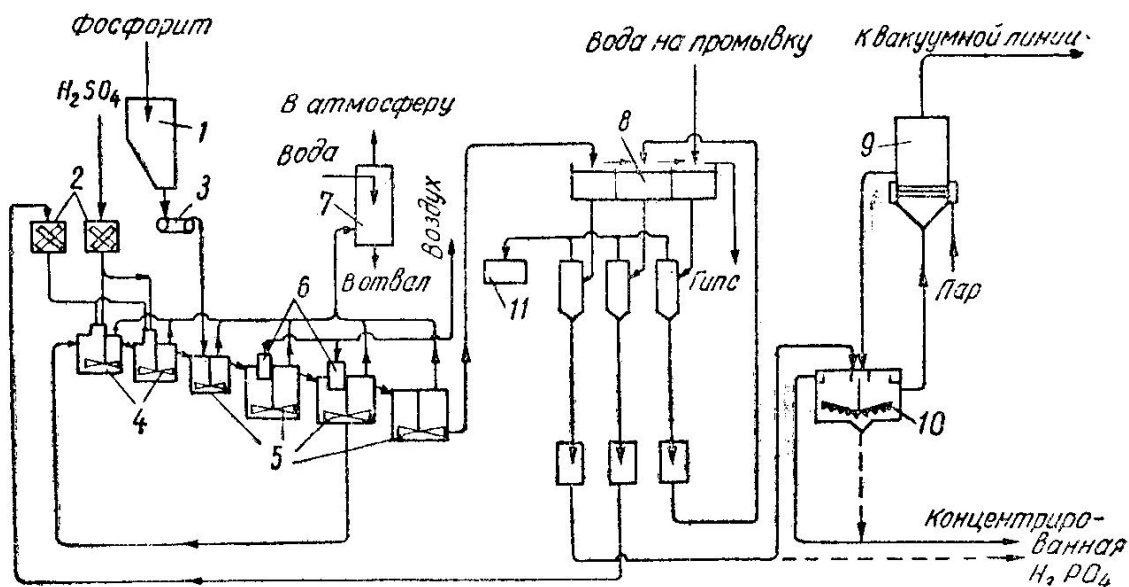 Фосфорит
H₂SO₄
1
2
3
В атмосферу
Вода
7
В отвал
Воздух
6
4
5
Вода на промывку
8
11
Гипс
К вакуумной линии
9
Пар
10
Концентриро-
ванная
H₃PO₄